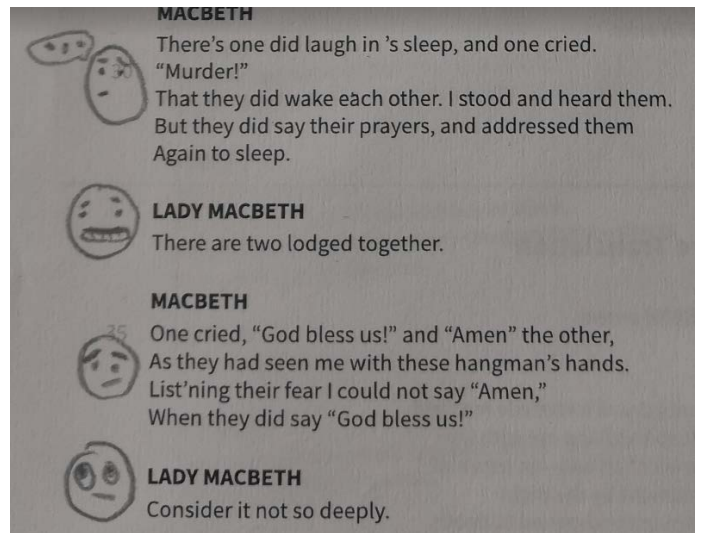 MACBETH
There's one did laugh in 's sleep, and one cried.
30 “Murder!”
That they did wake each other. I stood and heard them.
But they did say their prayers, and addressed them
Again to sleep.
LADY MACBETH
There are two lodged together.
MACBETH
35 One cried, “God bless us!” and “Amen” the other,
As they had seen me with these hangman's hands.
List'ning their fear I could not say “Amen,”
When they did say “God bless us!”
LADY MACBETH
Consider it not so deeply.